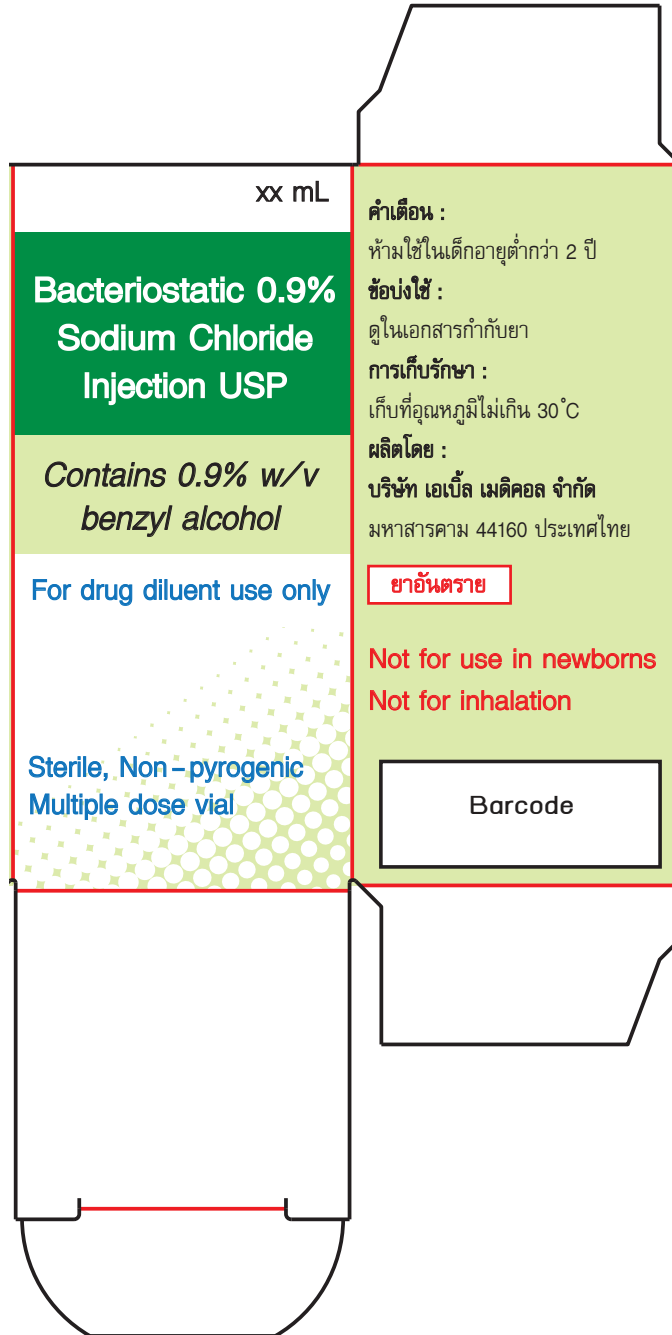 xx mL
Bacteriostatic 0.9%
Sodium Chloride
Injection USP
Contains 0.9% w/v
benzyl alcohol
For drug diluent use only
Sterile, Non-pyrogenic
Multiple dose vial
คำเตือน :
ห้ามใช้ในเด็กอายุต่ำกว่า 2 ปี
ข้อบ่งใช้ :
ดูในเอกสารกำกับยา
การเก็บรักษา :
เก็บที่อุณหภูมิไม่เกิน 30°C
ผลิตโดย :
บริษัท เอเบิ้ล เมดิคอล จำกัด
มหาสารคาม 44160 ประเทศไทย
ยาอันตราย
Not for use in newborns
Not for inhalation
Barcode